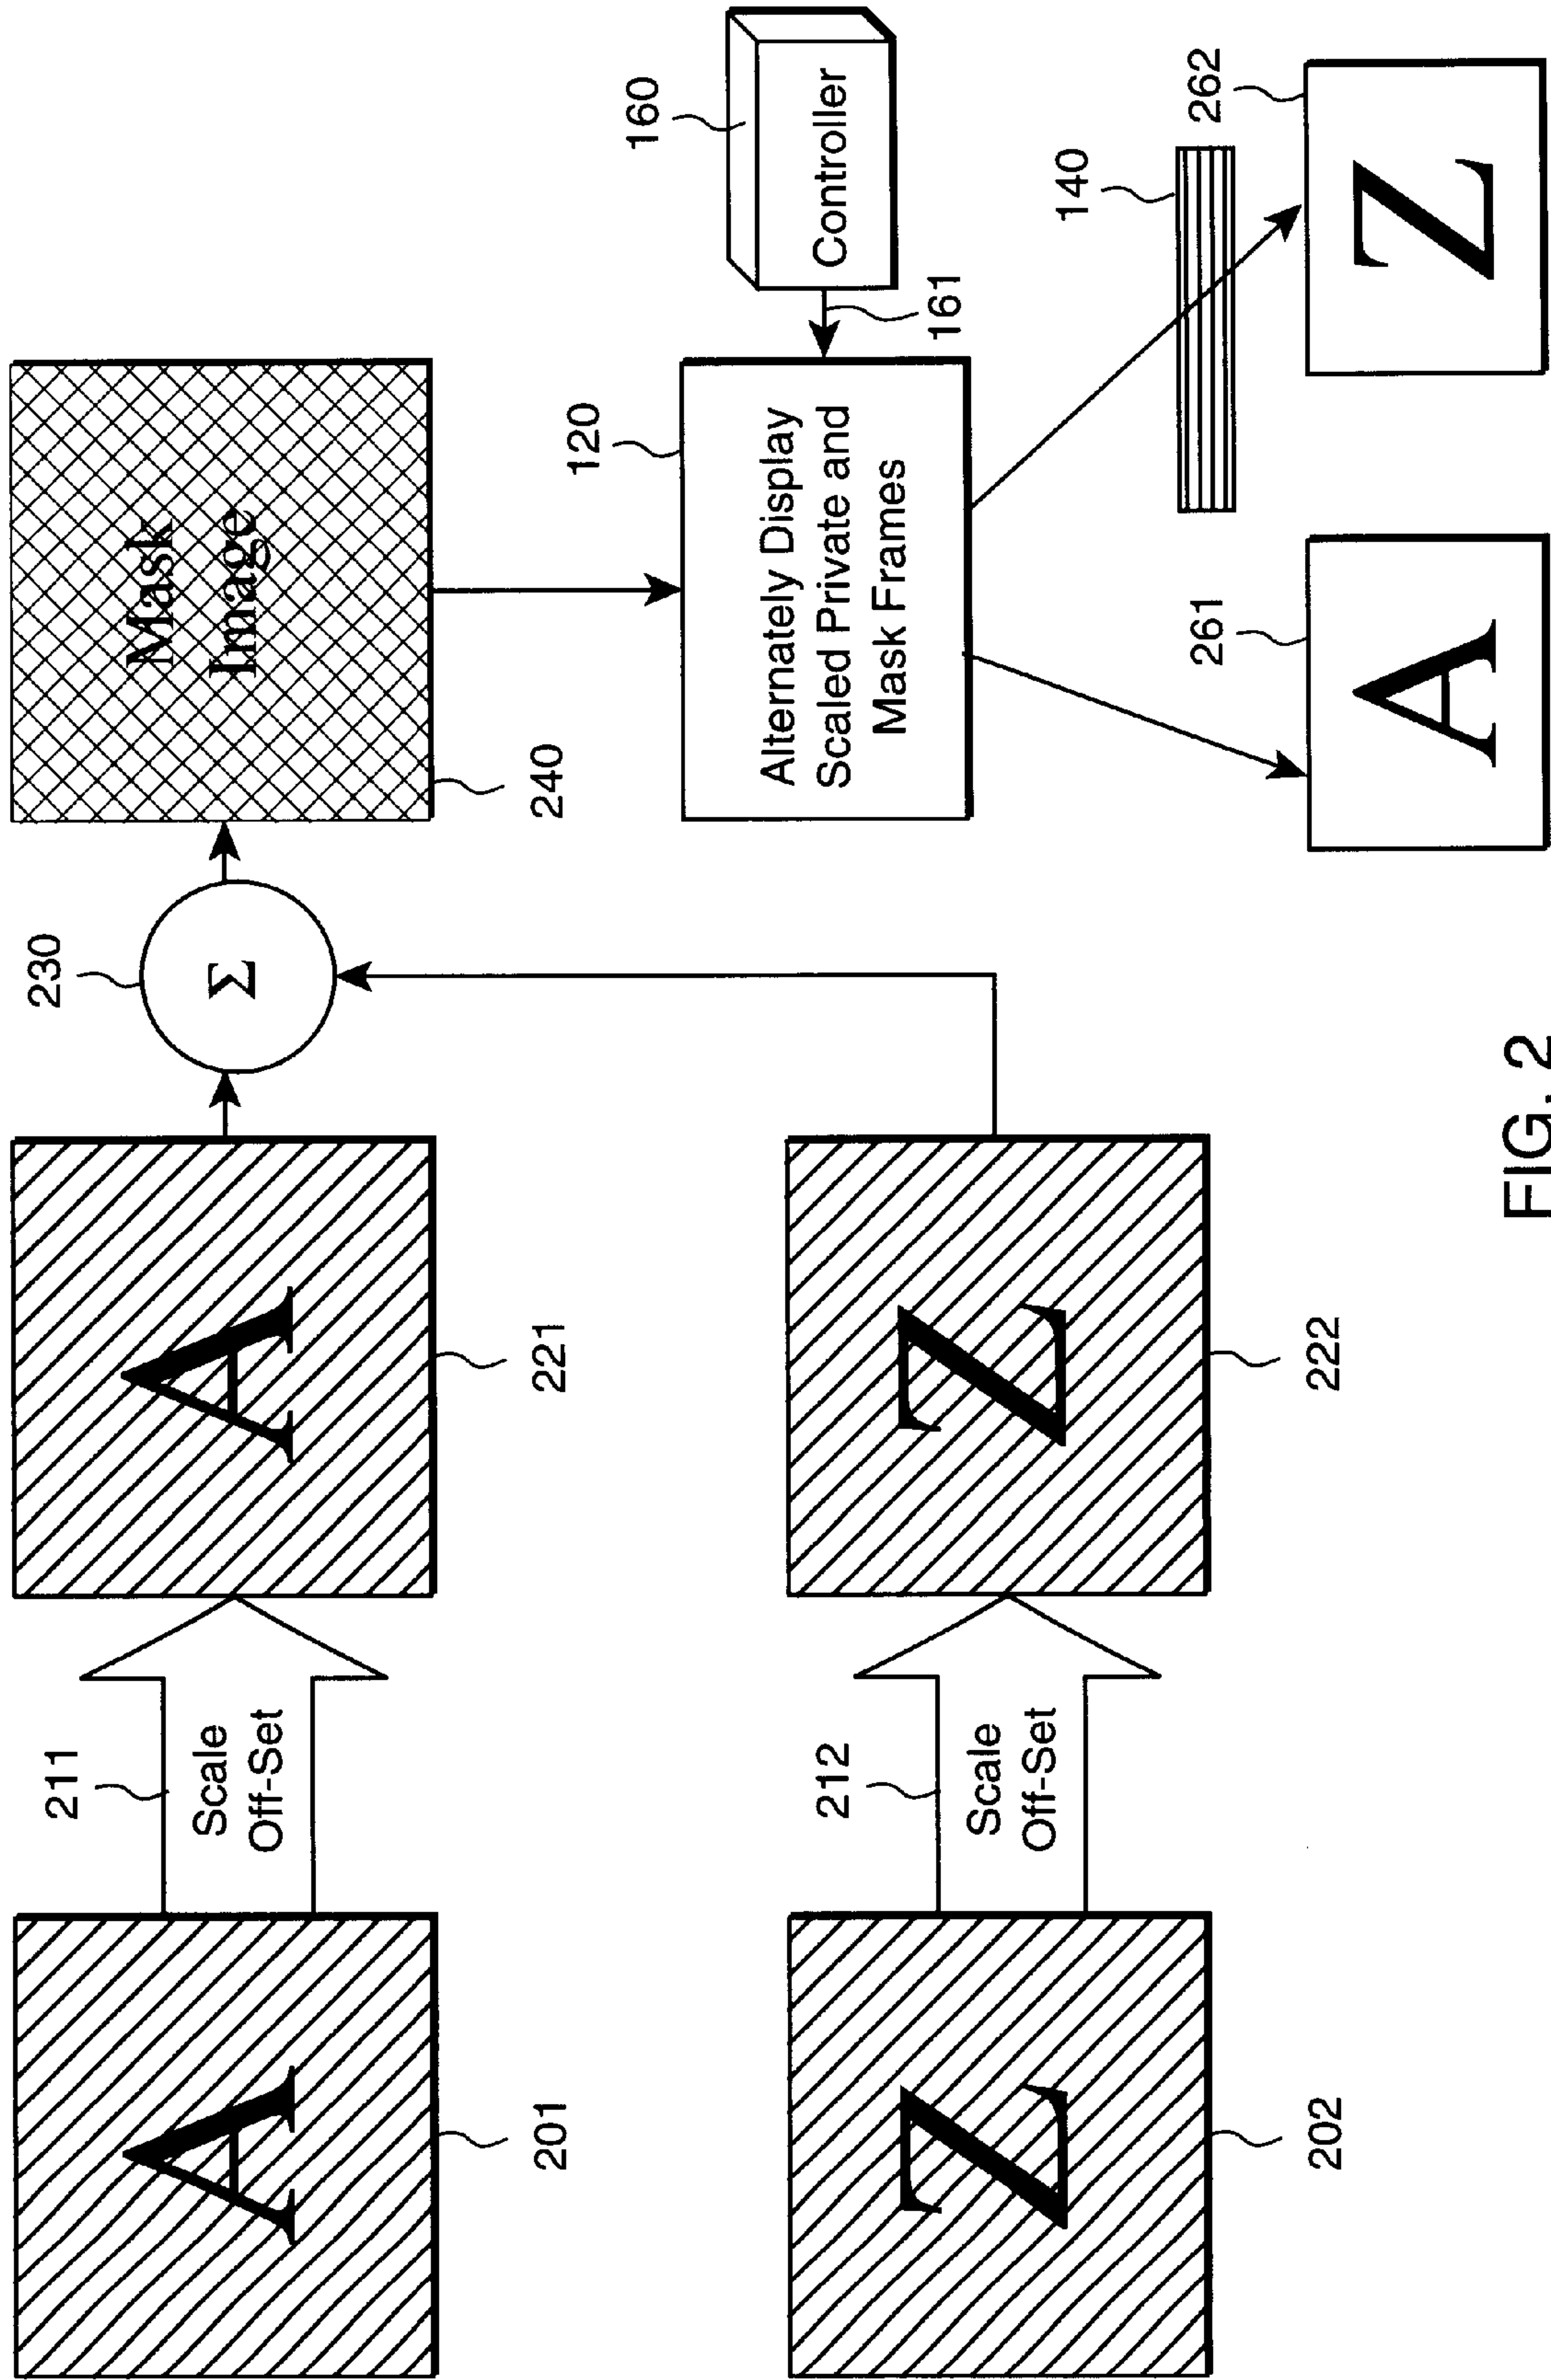 211
Scale
Off-Set
A
201
A
221
230
Σ
Mask
Image
240
212
Scale
Off-Set
Z
202
Z
222
120
Alternately Display
Scaled Private and
Mask Frames
160
Controller
161
140
261
A
262
Z
FIG. 2